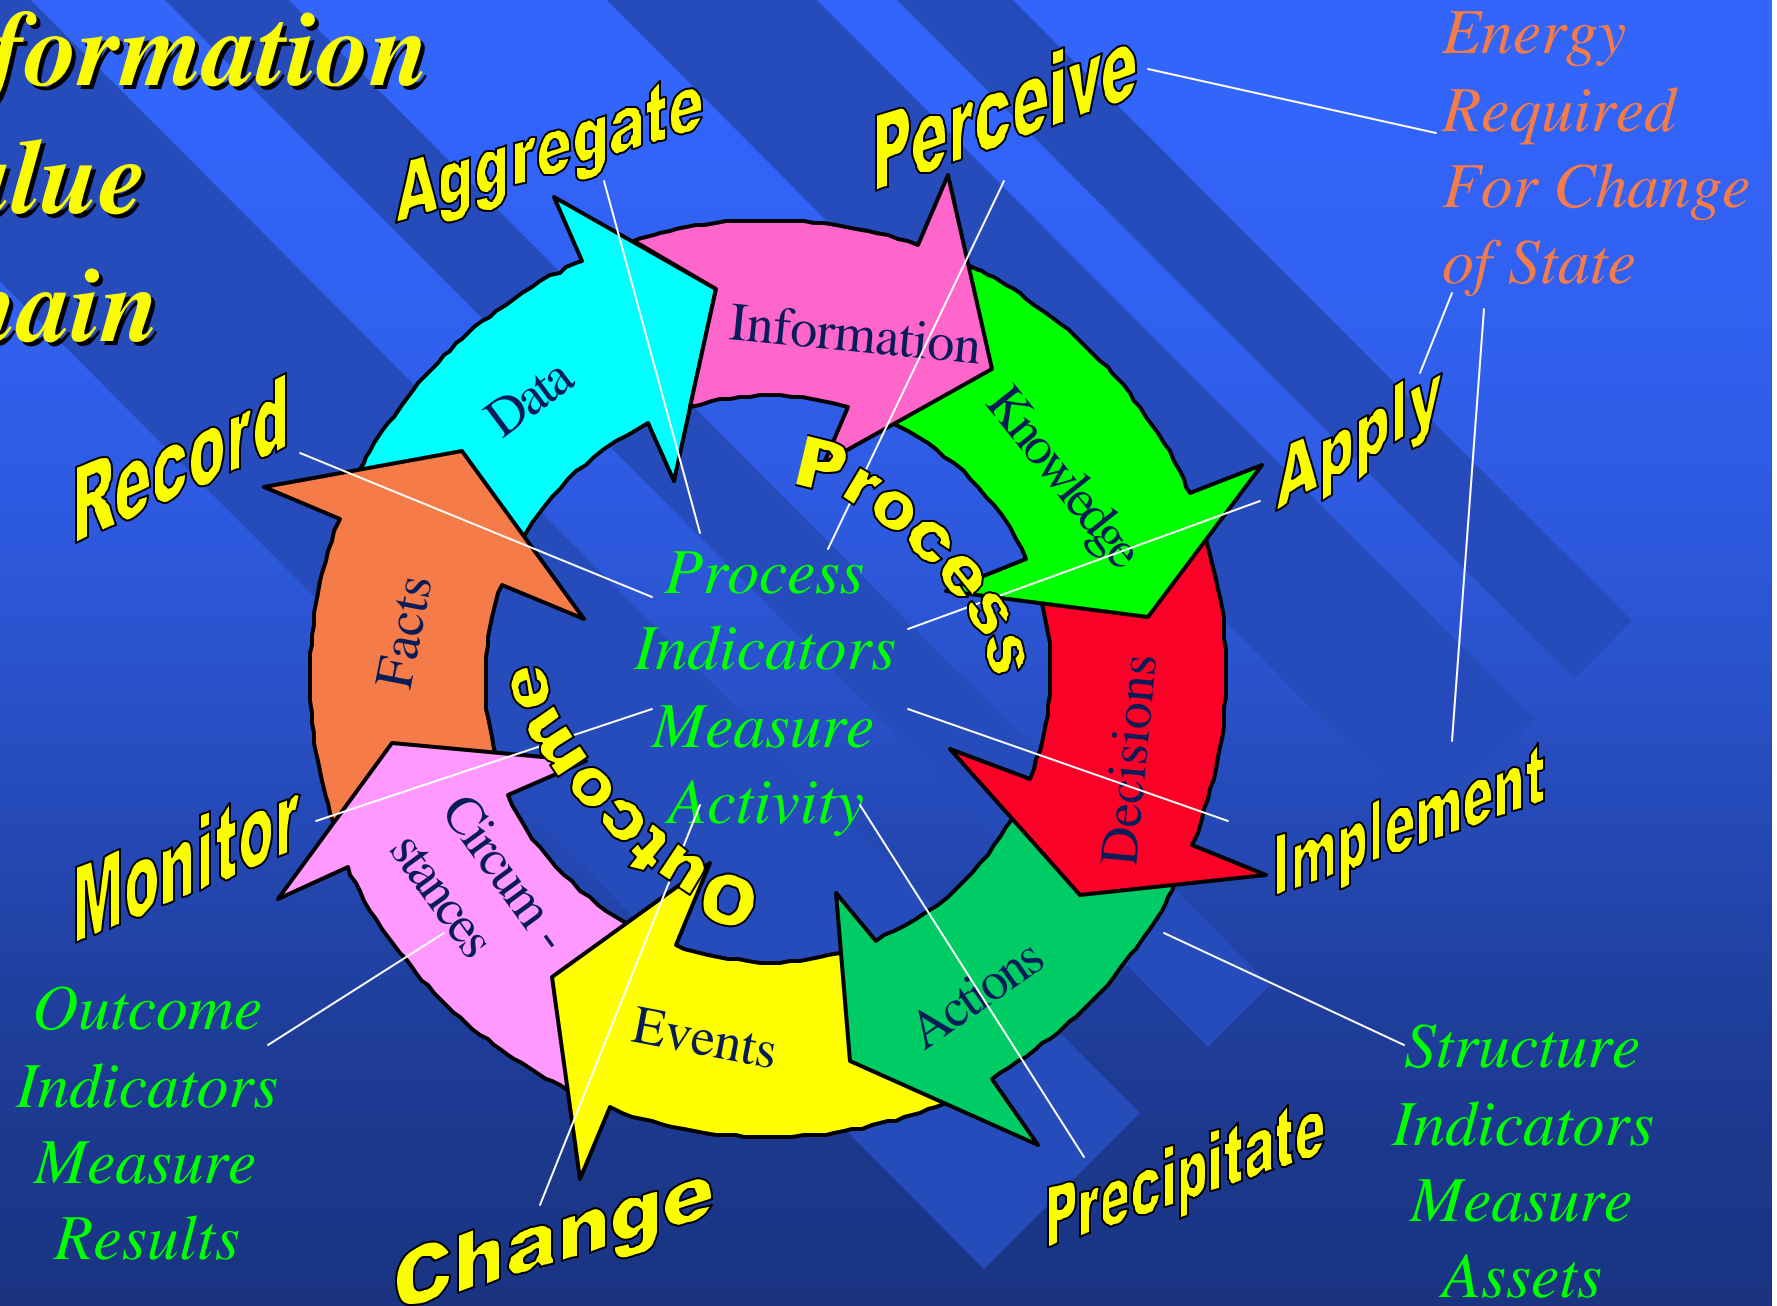 formation
alue
hain
Energy
Required
For Change
of State
Aggregate
Perceive
Record
Apply
Data
Information
Knowledge
Facts
Decisions
Circum -
stances
Events
Actions
Process
Outcome
Process
Indicators
Measure
Activity
Monitor
Implement
Change
Precipitate
Outcome
Indicators
Measure
Results
Structure
Indicators
Measure
Assets